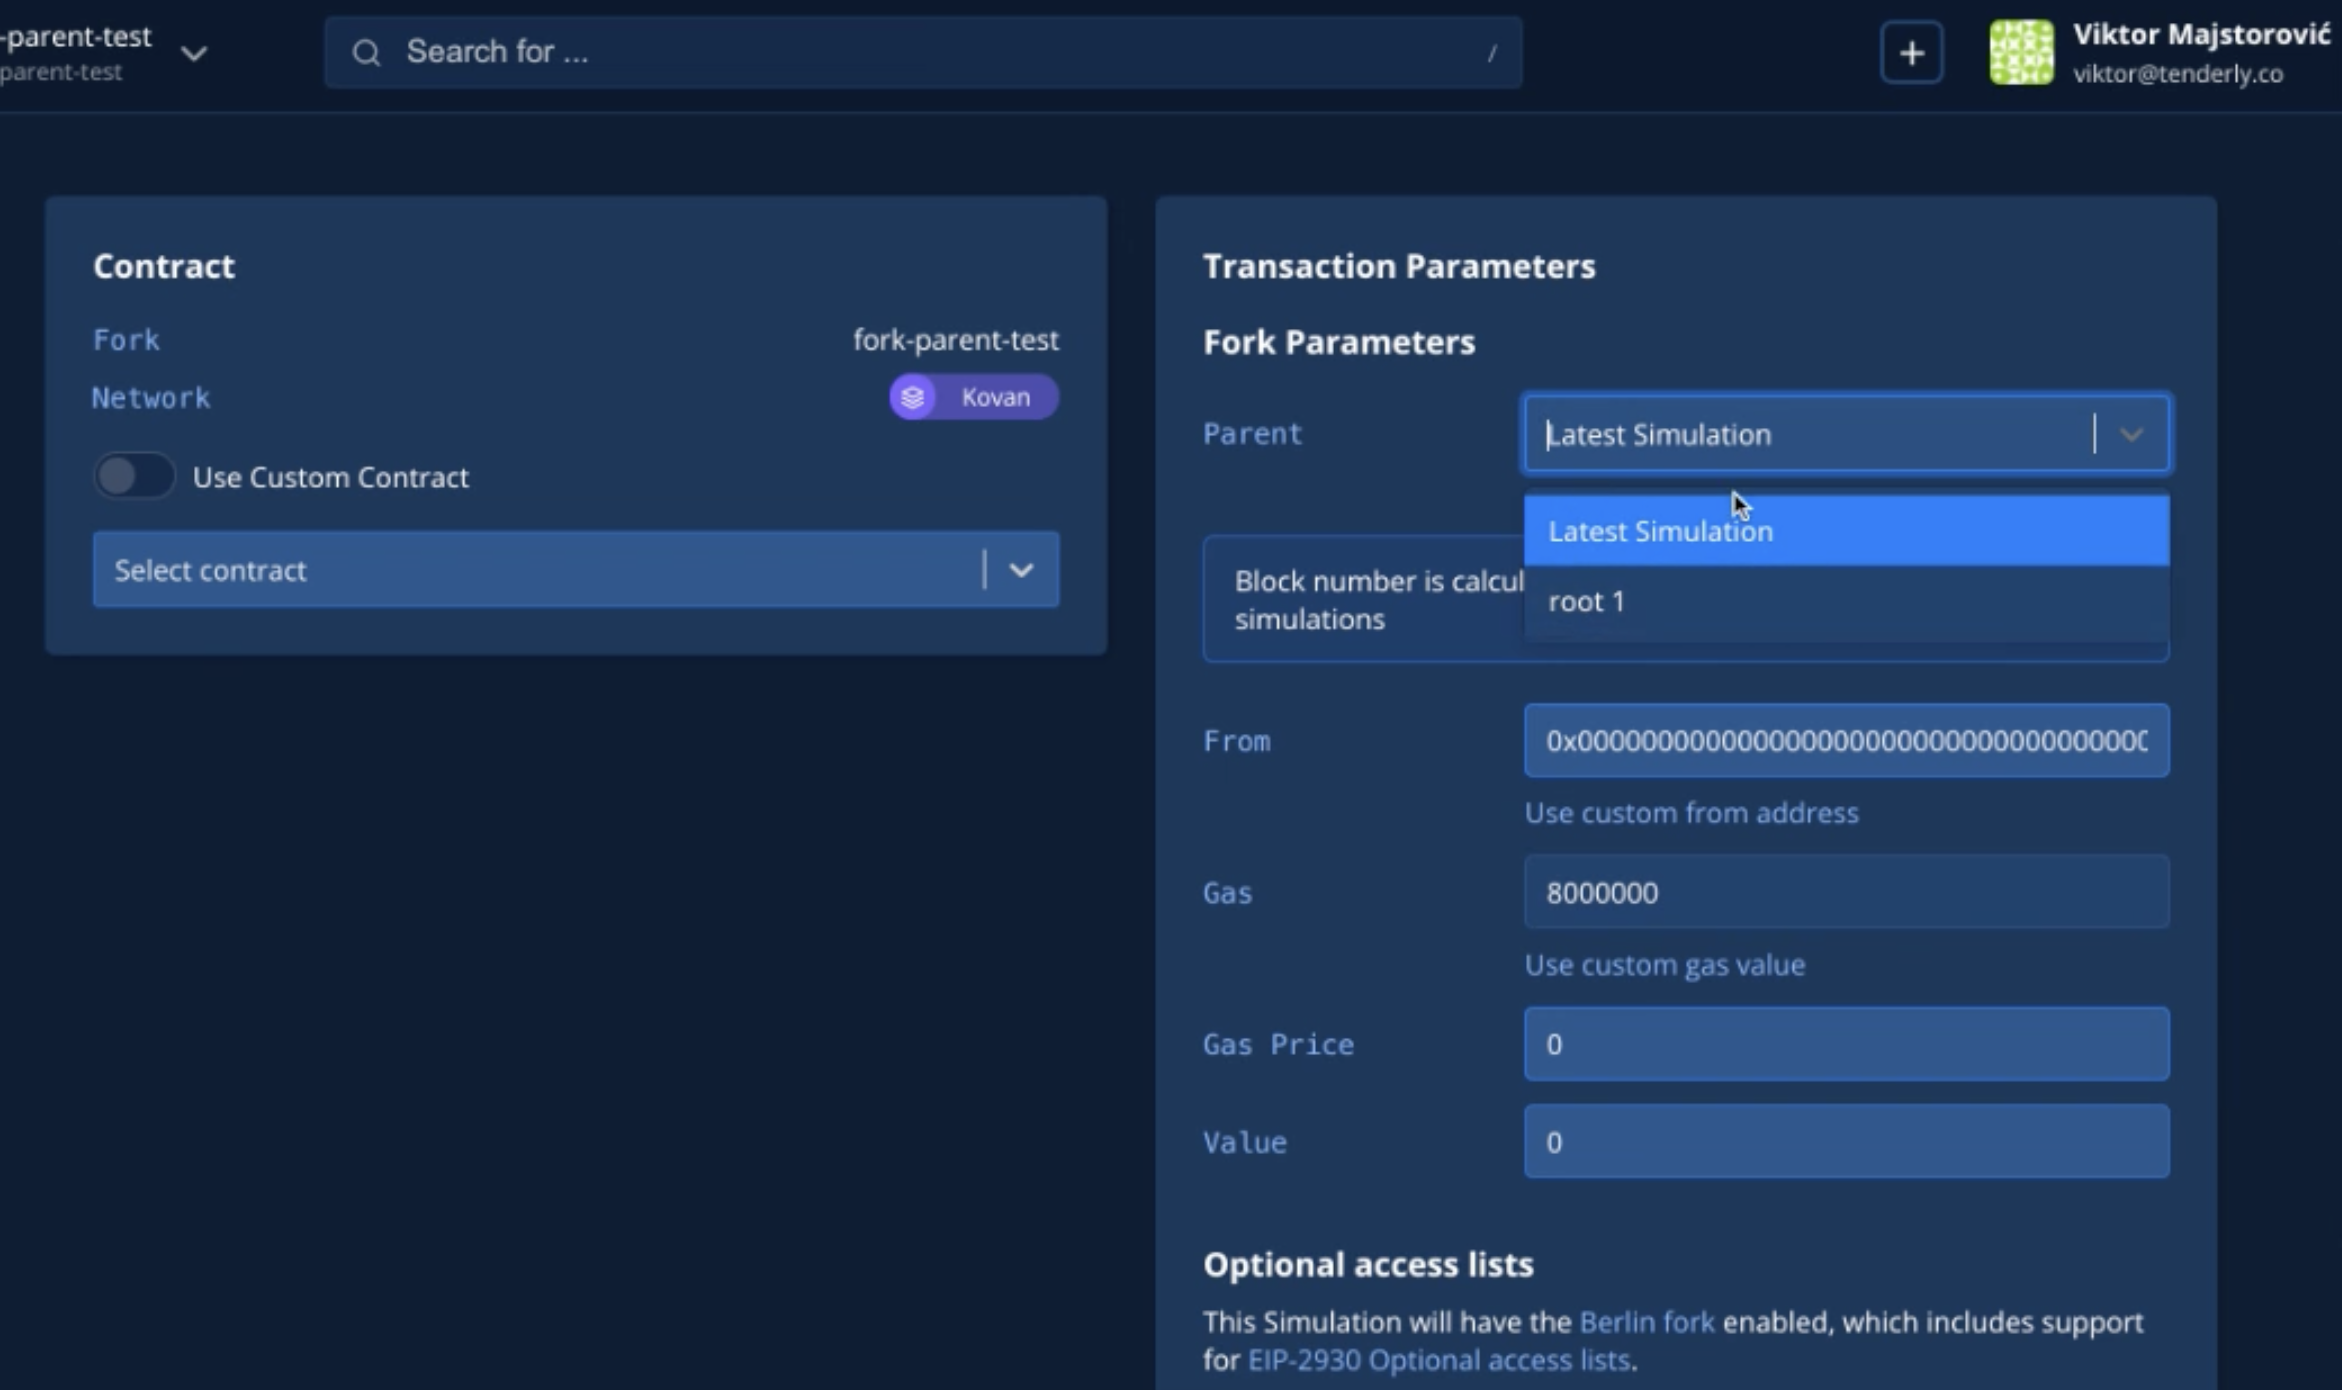 -parent-test
parent-test
Search for ...
/
+
Viktor Majstorović
viktor@tenderly.co
Contract
Fork
fork-parent-test
Network
Kovan
Use Custom Contract
Select contract
Transaction Parameters
Fork Parameters
Parent
Latest Simulation
Latest Simulation
root 1
Block number is calcul
simulations
From
Use custom from address
Gas
8000000
Use custom gas value
Gas Price
0
Value
0
Optional access lists
This Simulation will have the Berlin fork enabled, which includes support
for EIP-2930 Optional access lists.